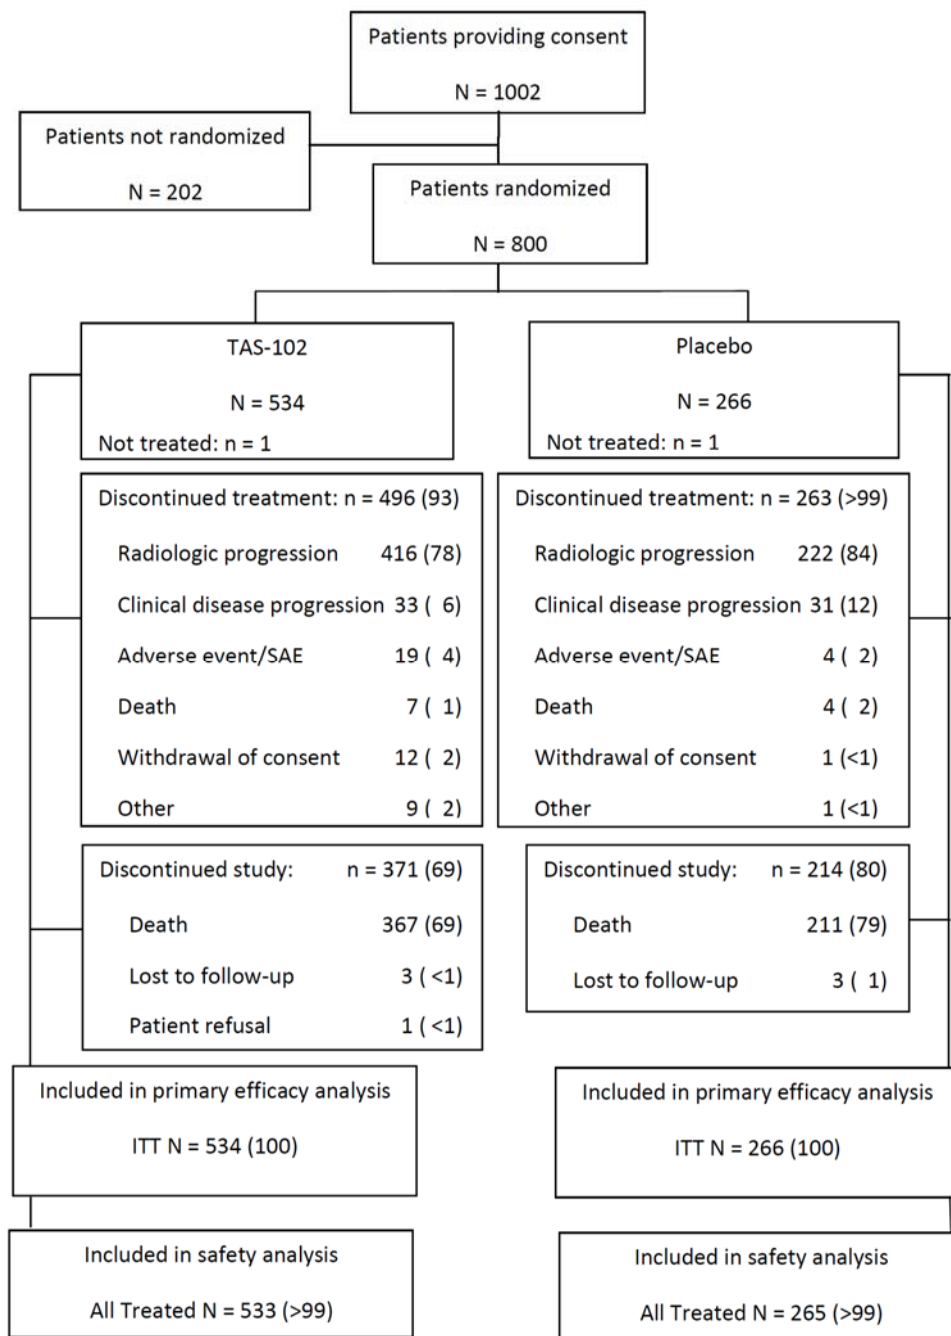 Patients providing consent
N = 1002
Patients not randomized
N = 202
Patients randomized
N = 800
TAS-102
N = 534
Not treated: n = 1
Placebo
N = 266
Not treated: n = 1
Discontinued treatment: n = 496 (93)
Radiologic progression 416 (78)
Clinical disease progression 33 ( 6)
Adverse event/SAE 19 ( 4)
Death 7 ( 1)
Withdrawal of consent 12 ( 2)
Other 9 ( 2)
Discontinued treatment: n = 263 (>99)
Radiologic progression 222 (84)
Clinical disease progression 31 (12)
Adverse event/SAE 4 ( 2)
Death 4 ( 2)
Withdrawal of consent 1 (<1)
Other 1 (<1)
Discontinued study: n = 371 (69)
Death 367 (69)
Lost to follow-up 3 ( <1)
Patient refusal 1 ( <1)
Discontinued study: n = 214 (80)
Death 211 (79)
Lost to follow-up 3 ( 1)
Included in primary efficacy analysis
ITT N = 534 (100)
Included in primary efficacy analysis
ITT N = 266 (100)
Included in safety analysis
All Treated N = 533 (>99)
Included in safety analysis
All Treated N = 265 (>99)